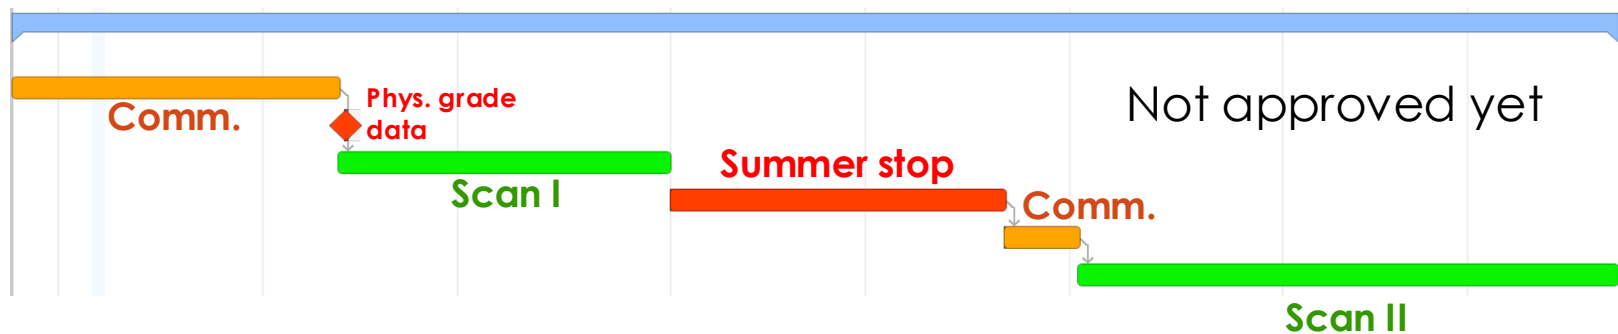 Comm.
Phys. grade
data
Not approved yet
Scan I
Summer stop
Comm.
Scan II